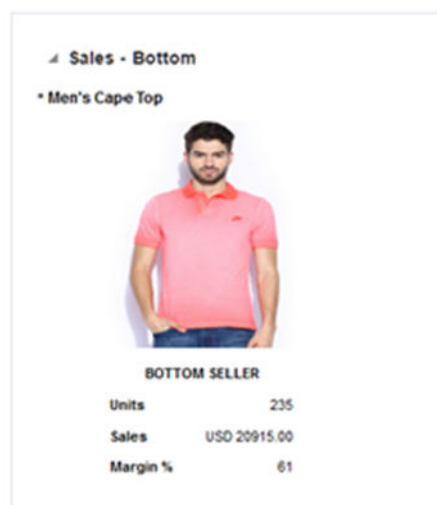 Sales - Bottom
* Men's Cape Top
BOTTOM SELLER
Units 235
Sales USD 20915.00
Margin % 61